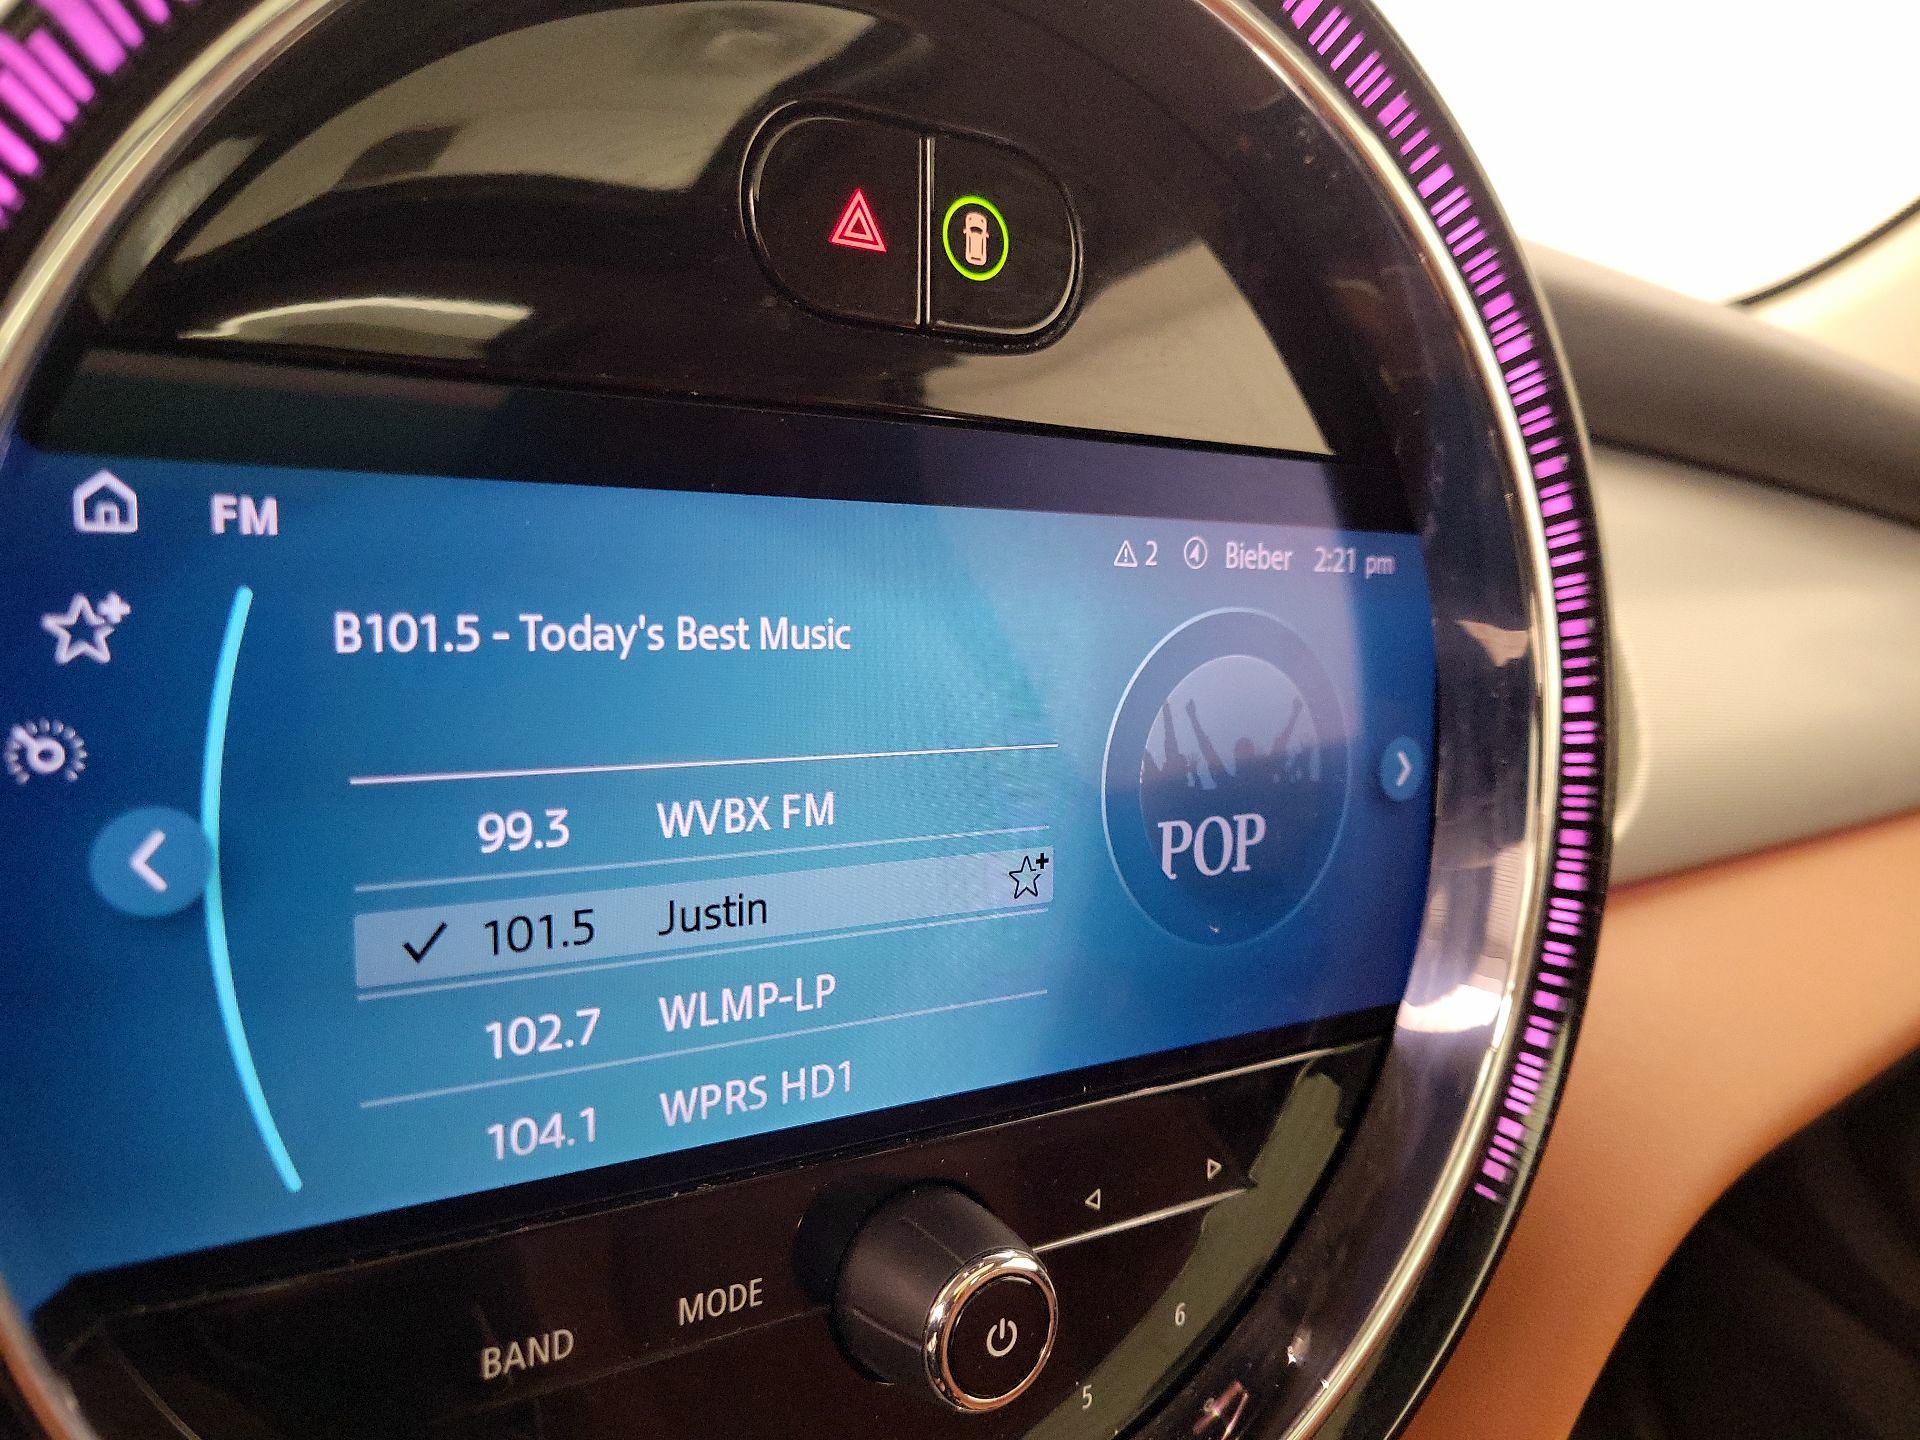 FM
2 Bieber 2:21 pm
B101.5 - Today's Best Music
99.3 WVBX FM
101.5 Justin
102.7 WLMP-LP
104.1 WPRS HD1
POP
BAND MODE
6
5